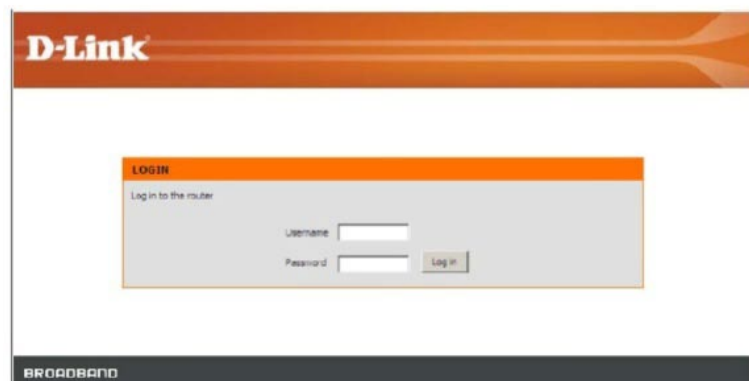 D-Link
LOGIN
Log in to the router
Username
Password
Log in
BROADBAND